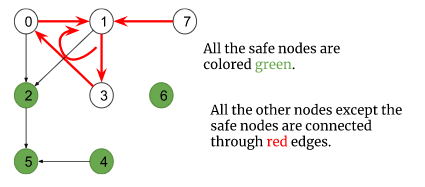 0
1
7
All the safe nodes are
colored green.
2
3
6
All the other nodes except the
safe nodes are connected
through red edges.
5
4